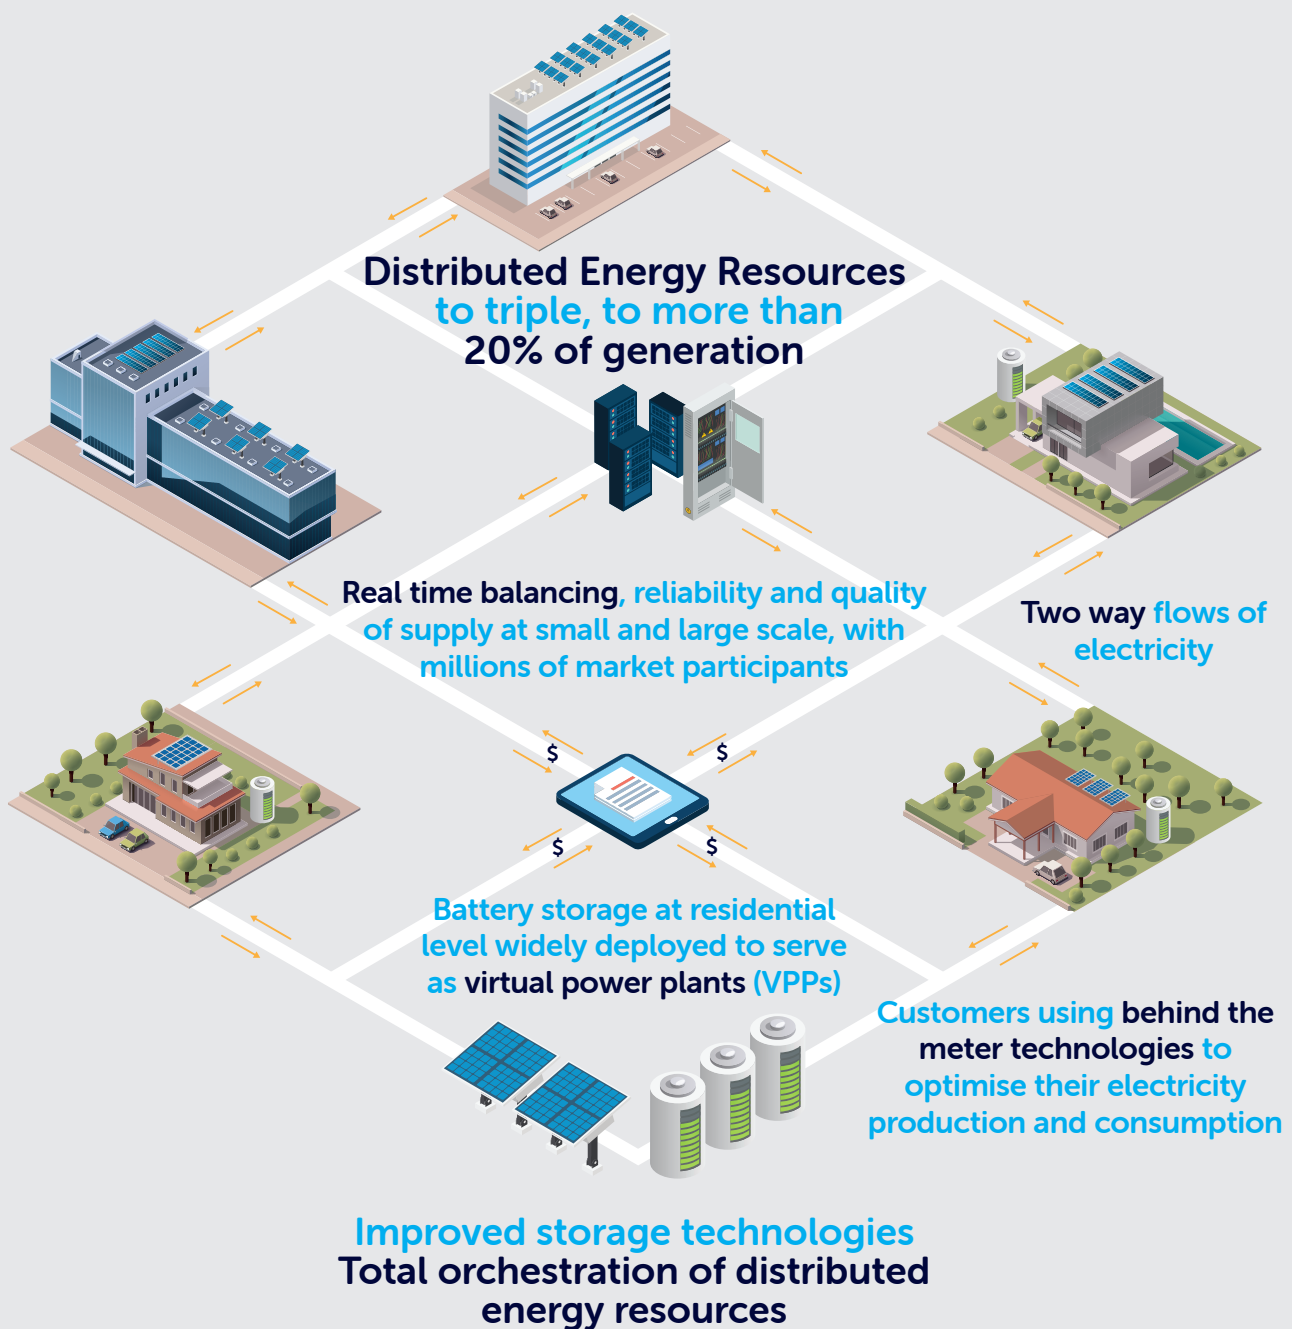 Distributed Energy Resources
to triple, to more than
20% of generation
Real time balancing, reliability and quality
of supply at small and large scale, with
millions of market participants
Two way flows of
electricity
$
$
$
$
Battery storage at residential
level widely deployed to serve
as virtual power plants (VPPs)
Customers using behind the
meter technologies to
optimise their electricity
production and consumption
Improved storage technologies
Total orchestration of distributed
energy resources